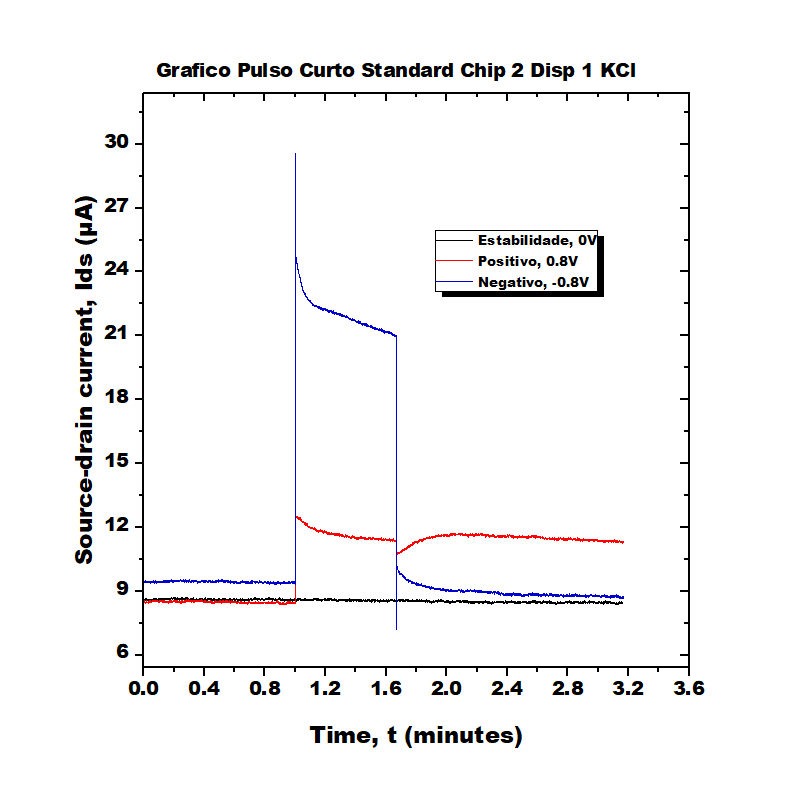 Grafico Pulso Curto Standard Chip 2 Disp 1 KCl
30
27
24
21
18
15
12
9
6
Source-drain current, Ids (µA)
Estabilidade, 0V
Positivo, 0.8V
Negativo, -0.8V
0.0 0.4 0.8 1.2 1.6 2.0 2.4 2.8 3.2 3.6
Time, t (minutes)